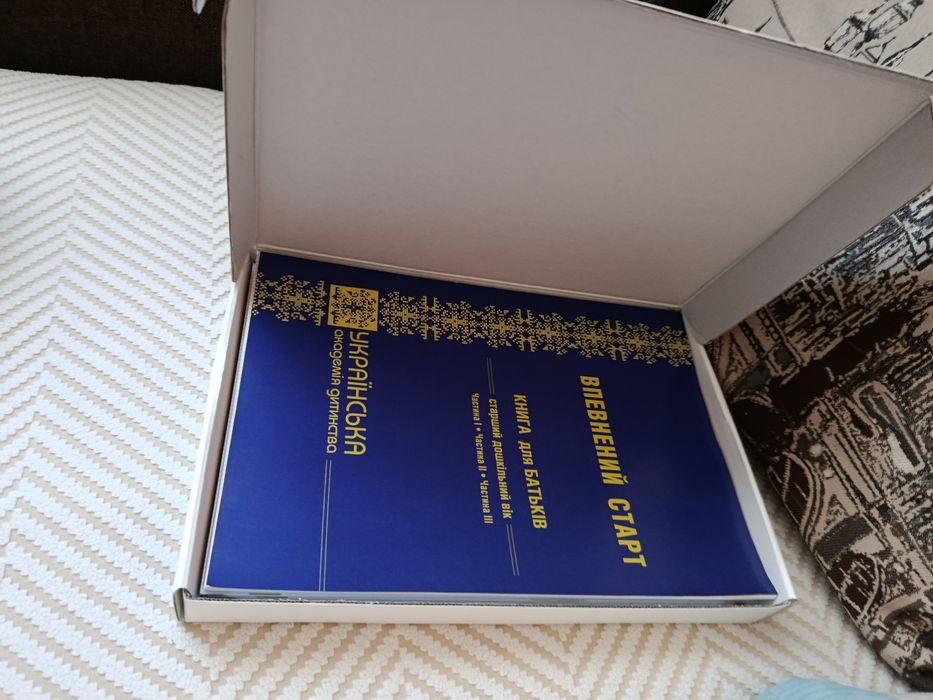 ВПЕВНЕНИЙ СТАРТ
КНИГА ДЛЯ БАТЬКІВ
старший дошкільний вік
Частина I • Частина II • Частина III
УКРАЇНСЬКА
академія дитинства